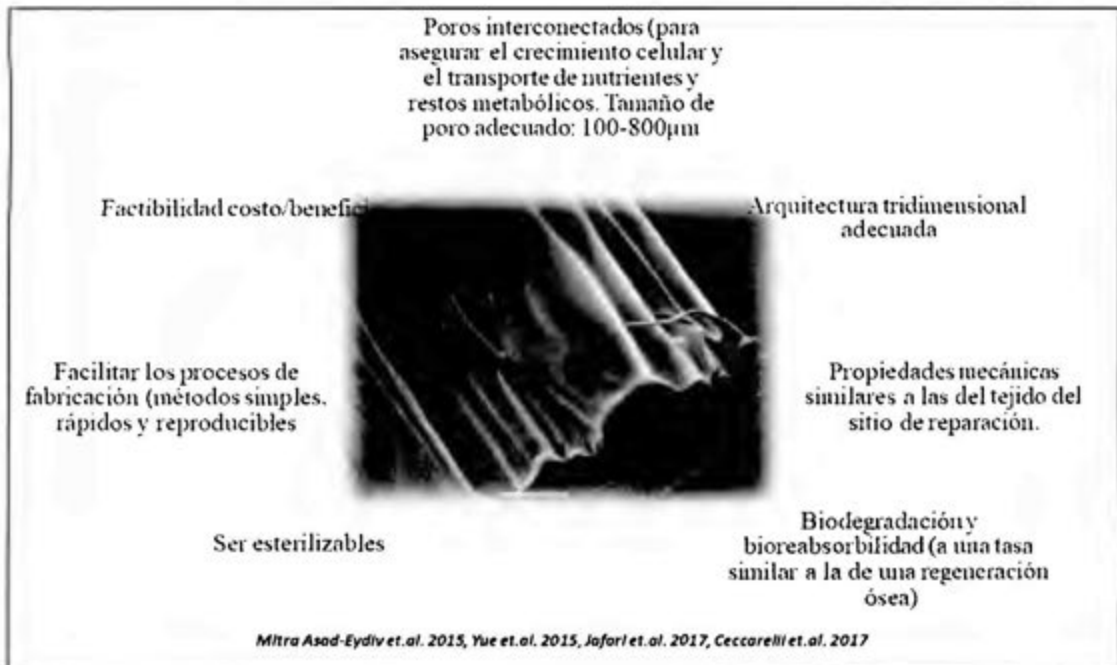 Poros interconectados (para
asegurar el crecimiento celular y
el transporte de nutrientes y
restos metabólicos. Tamaño de
poro adecuado: 100-800µm
Factibilidad costo/benefici
Arquitectura tridimensional
adecuada
Facilitar los procesos de
fabricación (métodos simples,
rápidos y reproducibles
Propiedades mecánicas
similares a las del tejido del
sitio de reparación.
Ser esterilizables
Biodegradación y
bioreabsorbilidad (a una tasa
similar a la de una regeneración
ósea)
Mitra Asad-Eydiv et.al. 2015, Yue et.al. 2015, Jafari et.al. 2017, Ceccarelli et.al. 2017